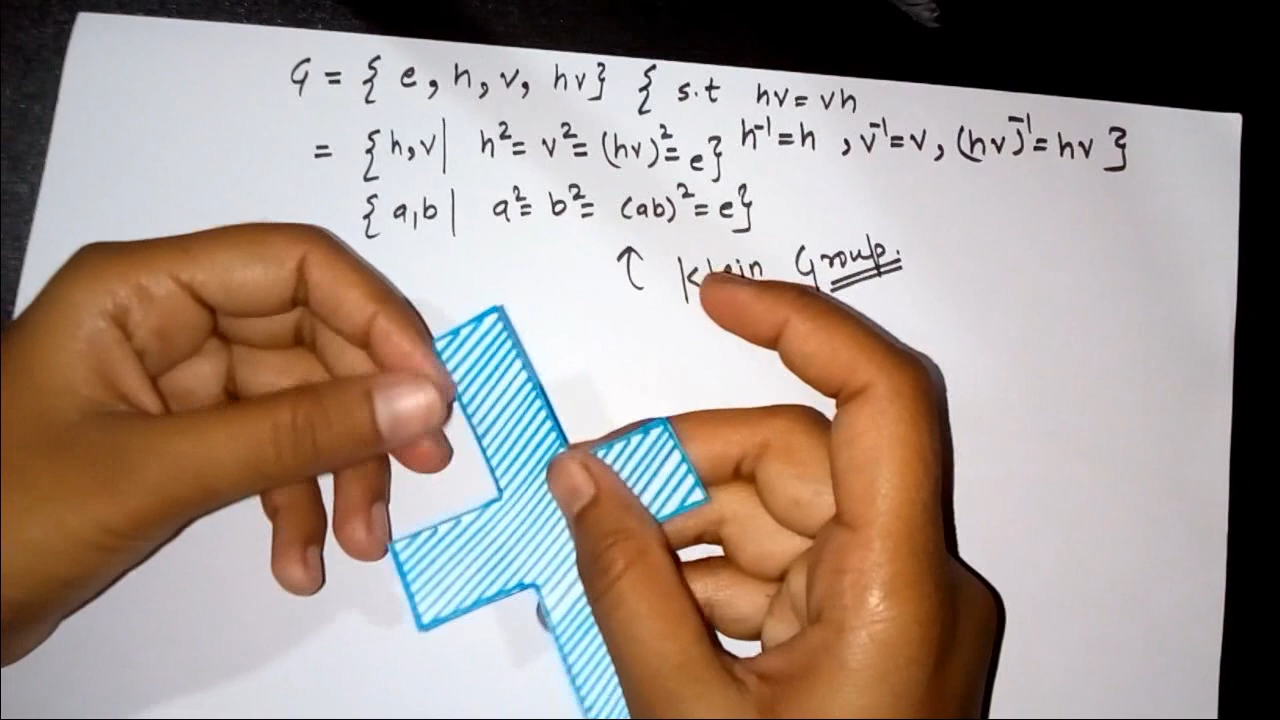 G = { e, h, v, hv} { s.t hv = vh
= { h,v | h² = v² = (hv)² = e} h⁻¹ = h , v⁻¹ = v, (hv)⁻¹ = hv }
{ a,b | a² = b² = (ab)² = e}
↑ Klein Group.